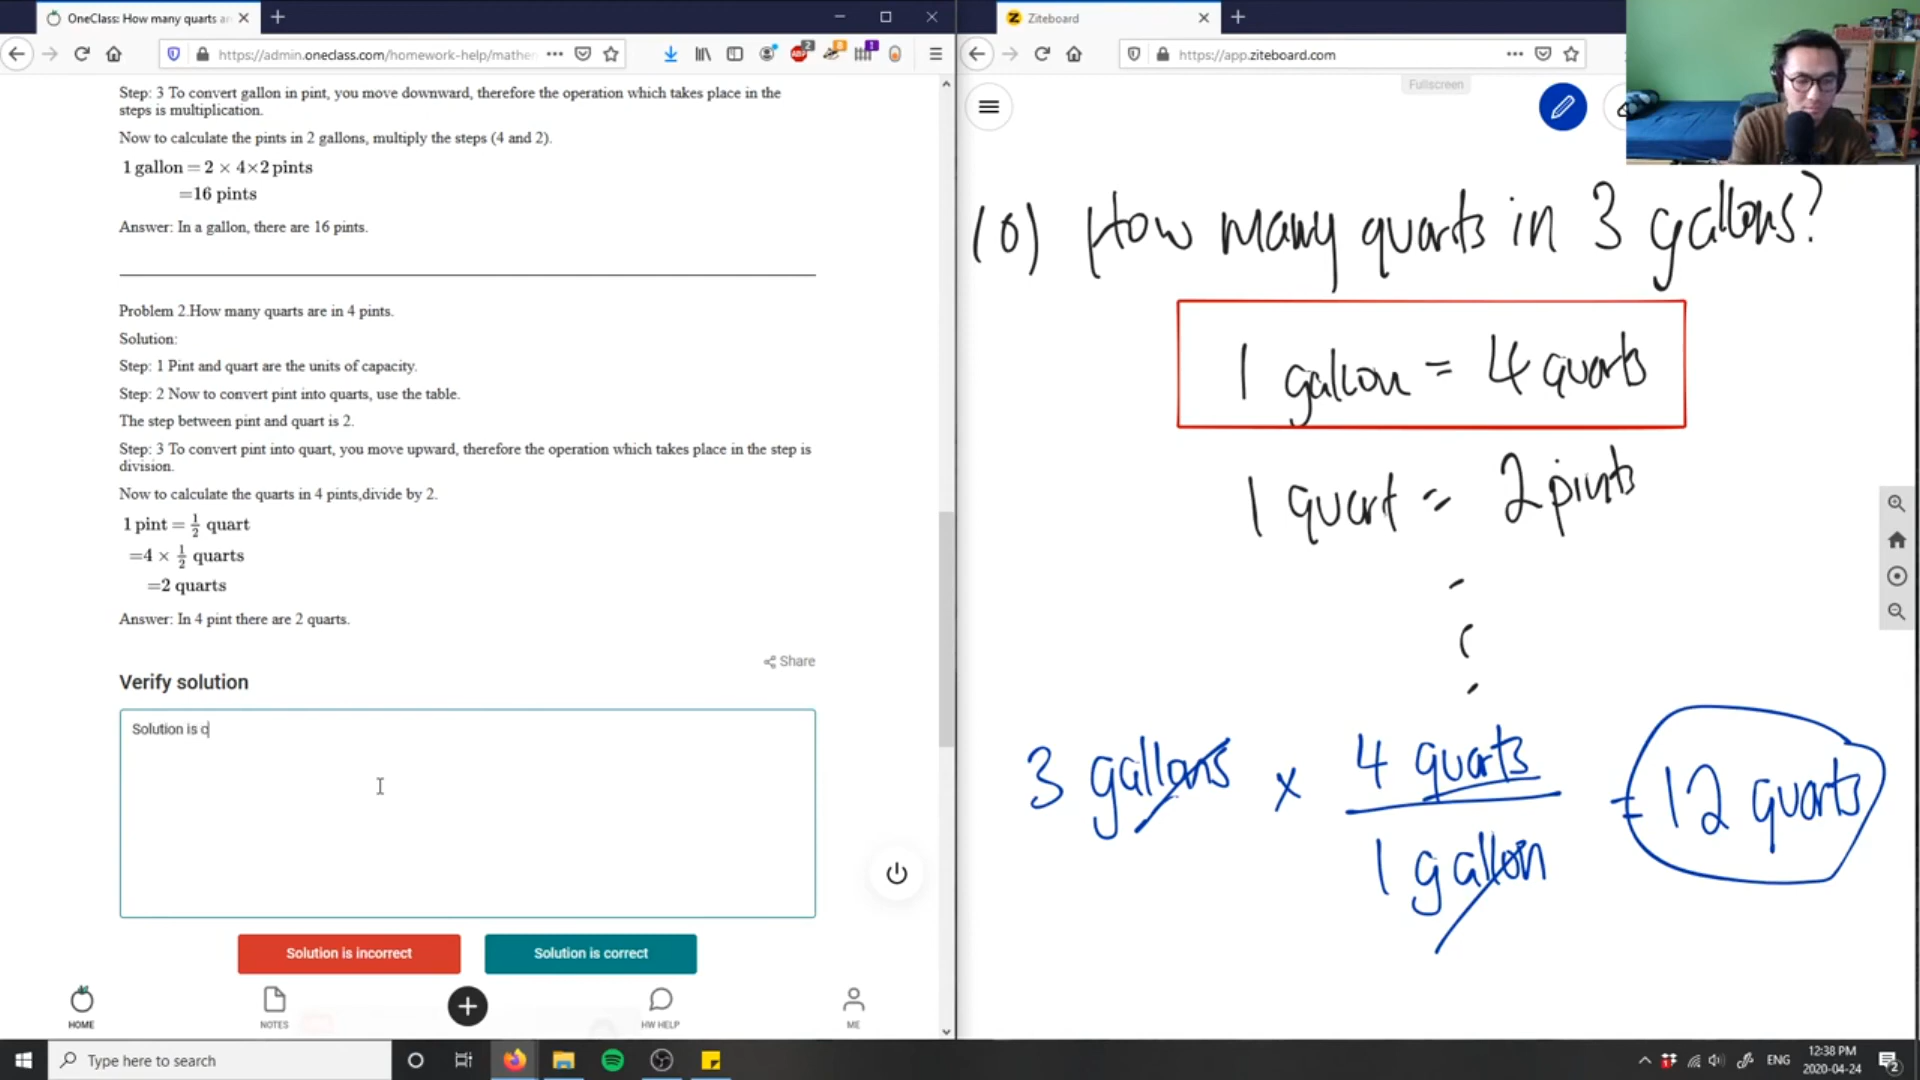 OneClass: How many quarts a
https://admin.oneclass.com/homework-help/mathe
Step: 3 To convert gallon in pint, you move downward, therefore the operation which takes place in the
steps is multiplication.
Now to calculate the pints in 2 gallons, multiply the steps (4 and 2).
1 gallon = 2 × 4×2 pints
=16 pints
Answer: In a gallon, there are 16 pints.
Problem 2.How many quarts are in 4 pints.
Solution:
Step: 1 Pint and quart are the units of capacity.
Step: 2 Now to convert pint into quarts, use the table.
The step between pint and quart is 2.
Step: 3 To convert pint into quart, you move upward, therefore the operation which takes place in the step is
division.
Now to calculate the quarts in 4 pints,divide by 2.
1 pint = 1/2 quart
=4 × 1/2 quarts
=2 quarts
Answer: In 4 pint there are 2 quarts.
Share
Verify solution
Solution is c
Solution is incorrect
Solution is correct
HOME
NOTES
HW HELP
ME
Ziteboard
https://app.ziteboard.com
Fullscreen
(0) How many quarts in 3 gallons?
1 gallon = 4 quarts
1 quart = 2 pints
3 gallons × 4 quarts / 1 gallon = 12 quarts
Type here to search
ENG
12:38 PM
2020-04-24
2